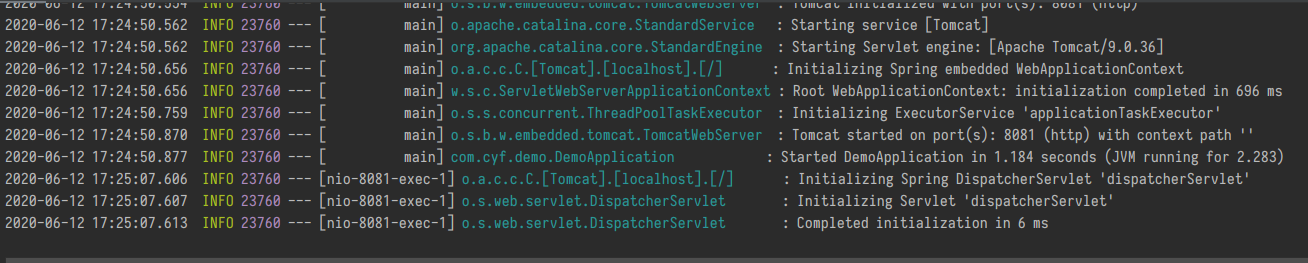 2020-06-12 17:24:50.554  INFO 23760 --- [           main] o.s.b.w.embedded.tomcat.TomcatWebServer  : Tomcat initialized with port(s): 8081 (http)
2020-06-12 17:24:50.562  INFO 23760 --- [           main] o.apache.catalina.core.StandardService   : Starting service [Tomcat]
2020-06-12 17:24:50.562  INFO 23760 --- [           main] org.apache.catalina.core.StandardEngine  : Starting Servlet engine: [Apache Tomcat/9.0.36]
2020-06-12 17:24:50.656  INFO 23760 --- [           main] o.a.c.c.C.[Tomcat].[localhost].[/]       : Initializing Spring embedded WebApplicationContext
2020-06-12 17:24:50.656  INFO 23760 --- [           main] w.s.c.ServletWebServerApplicationContext : Root WebApplicationContext: initialization completed in 696 ms
2020-06-12 17:24:50.759  INFO 23760 --- [           main] o.s.s.concurrent.ThreadPoolTaskExecutor  : Initializing ExecutorService 'applicationTaskExecutor'
2020-06-12 17:24:50.870  INFO 23760 --- [           main] o.s.b.w.embedded.tomcat.TomcatWebServer  : Tomcat started on port(s): 8081 (http) with context path ''
2020-06-12 17:24:50.877  INFO 23760 --- [           main] com.cyf.demo.DemoApplication             : Started DemoApplication in 1.184 seconds (JVM running for 2.283)
2020-06-12 17:25:07.606  INFO 23760 --- [nio-8081-exec-1] o.a.c.c.C.[Tomcat].[localhost].[/]       : Initializing Spring DispatcherServlet 'dispatcherServlet'
2020-06-12 17:25:07.607  INFO 23760 --- [nio-8081-exec-1] o.s.web.servlet.DispatcherServlet        : Initializing Servlet 'dispatcherServlet'
2020-06-12 17:25:07.613  INFO 23760 --- [nio-8081-exec-1] o.s.web.servlet.DispatcherServlet        : Completed initialization in 6 ms